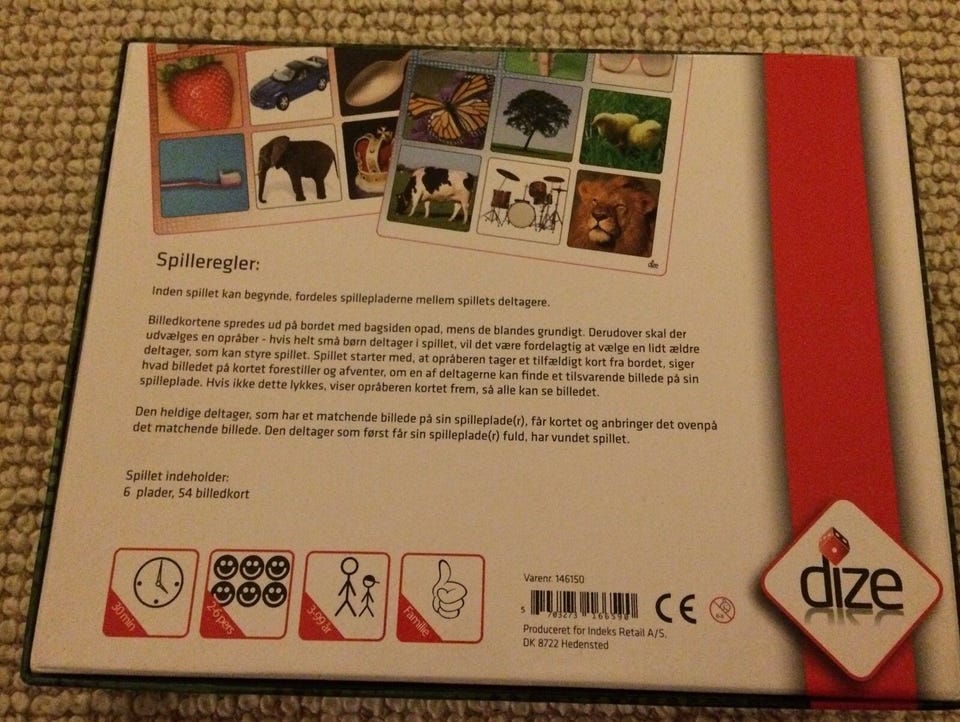 dize
Spilleregler:
Inden spillet kan begynde, fordeles spillepladerne mellem spillets deltagere.
Billedkortene spredes ud på bordet med bagsiden opad, mens de blandes grundigt. Derudover skal der
udvælges en opråber - hvis helt små børn deltager i spillet, vil det være fordelagtig at vælge en lidt ældre
deltager, som kan styre spillet. Spillet starter med, at opråberen tager et tilfældigt kort fra bordet, siger
hvad billedet på kortet forestiller og afventer, om en af deltagerne kan finde et tilsvarende billede på sin
spilleplade. Hvis ikke dette lykkes, viser opråberen kortet frem, så alle kan se billedet.
Den heldige deltager, som har et matchende billede på sin spilleplade(r), får kortet og anbringer det ovenpå
det matchende billede. Den deltager som først får sin spilleplade(r) fuld, har vundet spillet.
Spillet indeholder:
6 plader, 54 billedkort
30 min
2-6 pers
3-99 år
Familie
Varenr. 146150
5 703273 166590
CE
Produceret for Indeks Retail A/S,
DK 8722 Hedensted
dize